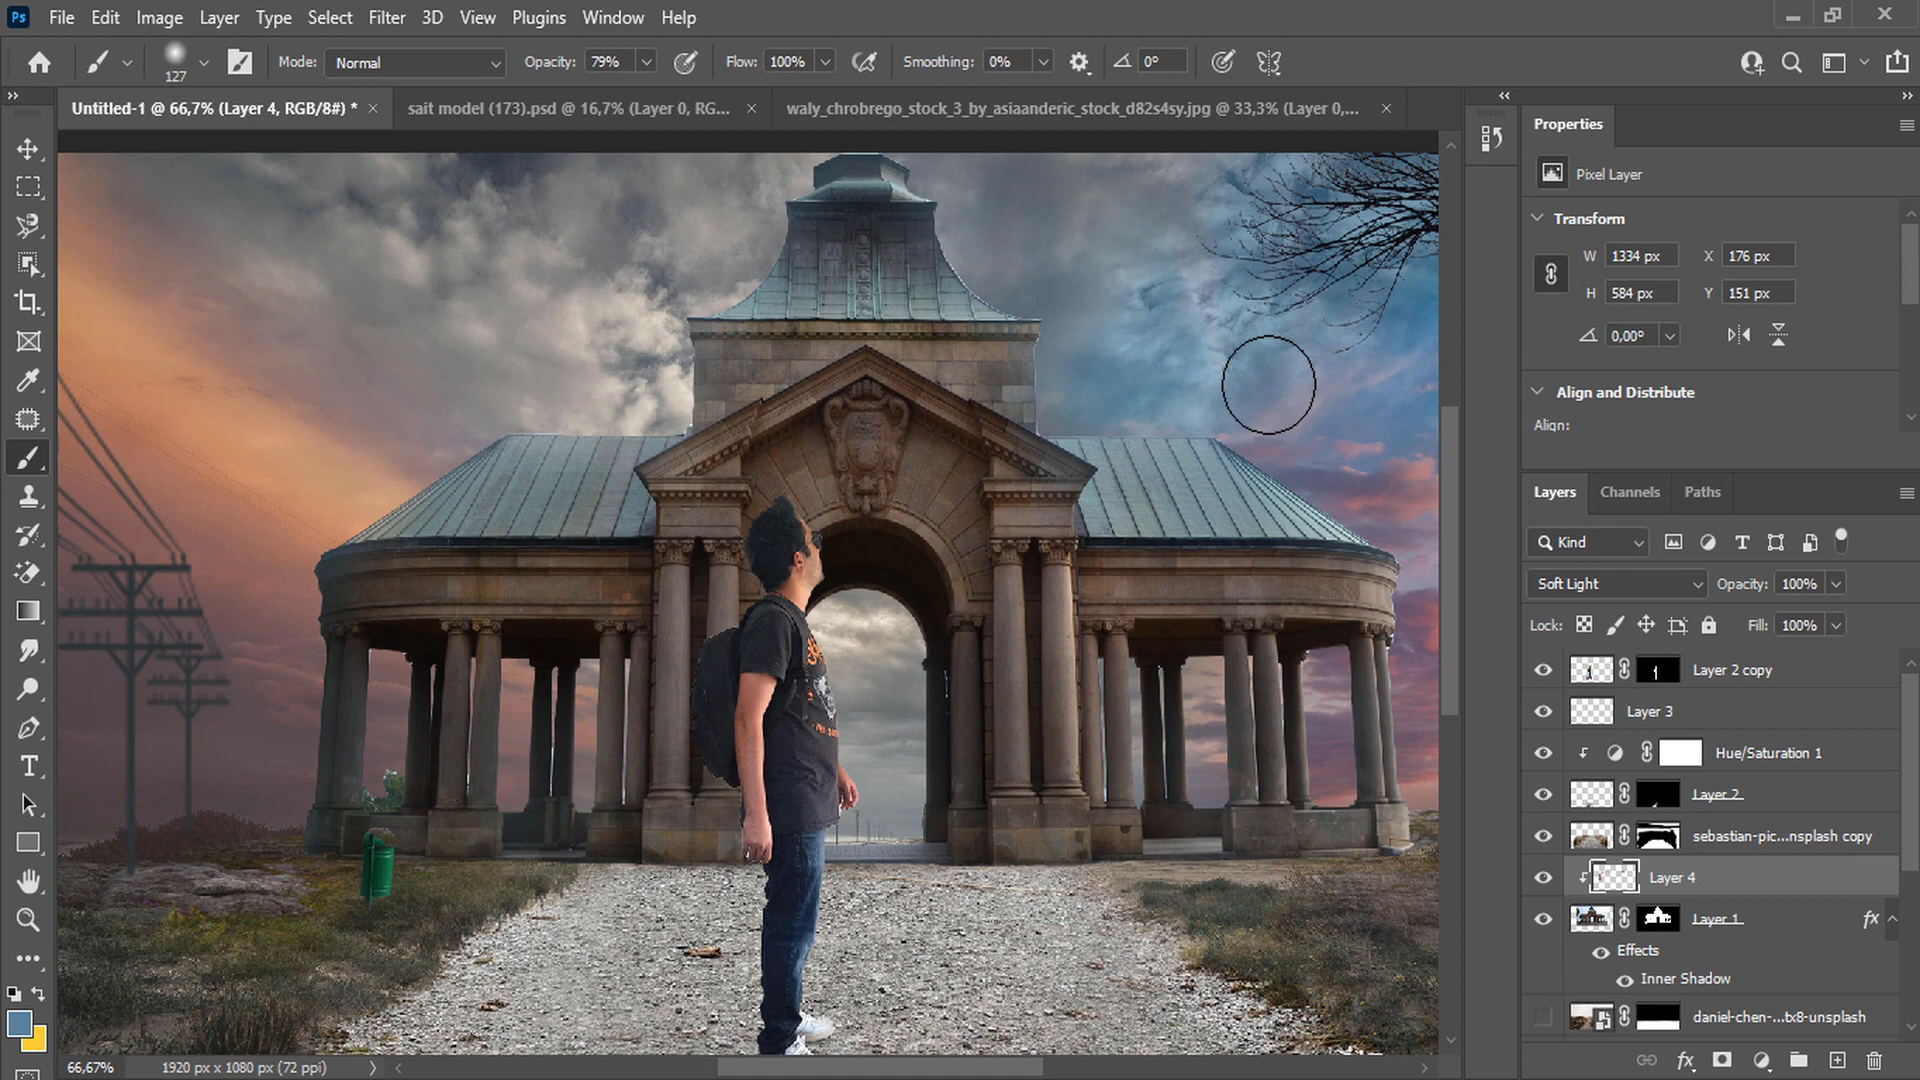 Ps File Edit Image Layer Type Select Filter 3D View Plugins Window Help
127 Mode: Normal Opacity: 79% Flow: 100% Smoothing: 0% 0°
Untitled-1 @ 66,7% (Layer 4, RGB/8#) * sait model (173).psd @ 16,7% (Layer 0, RG... waly_chrobrego_stock_3_by_asiaanderic_stock_d82s4sy.jpg @ 33,3% (Layer 0,...
Properties
Pixel Layer
Transform
W 1334 px X 176 px
H 584 px Y 151 px
0,00°
Align and Distribute
Align:
Layers Channels Paths
Kind
Soft Light Opacity: 100%
Lock: Fill: 100%
Layer 2 copy
Layer 3
Hue/Saturation 1
Layer 2
sebastian-pic...nsplash copy
Layer 4
Layer 1 fx
Effects
Inner Shadow
daniel-chen-...tx8-unsplash
66,67% 1920 px x 1080 px (72 ppi)
fx